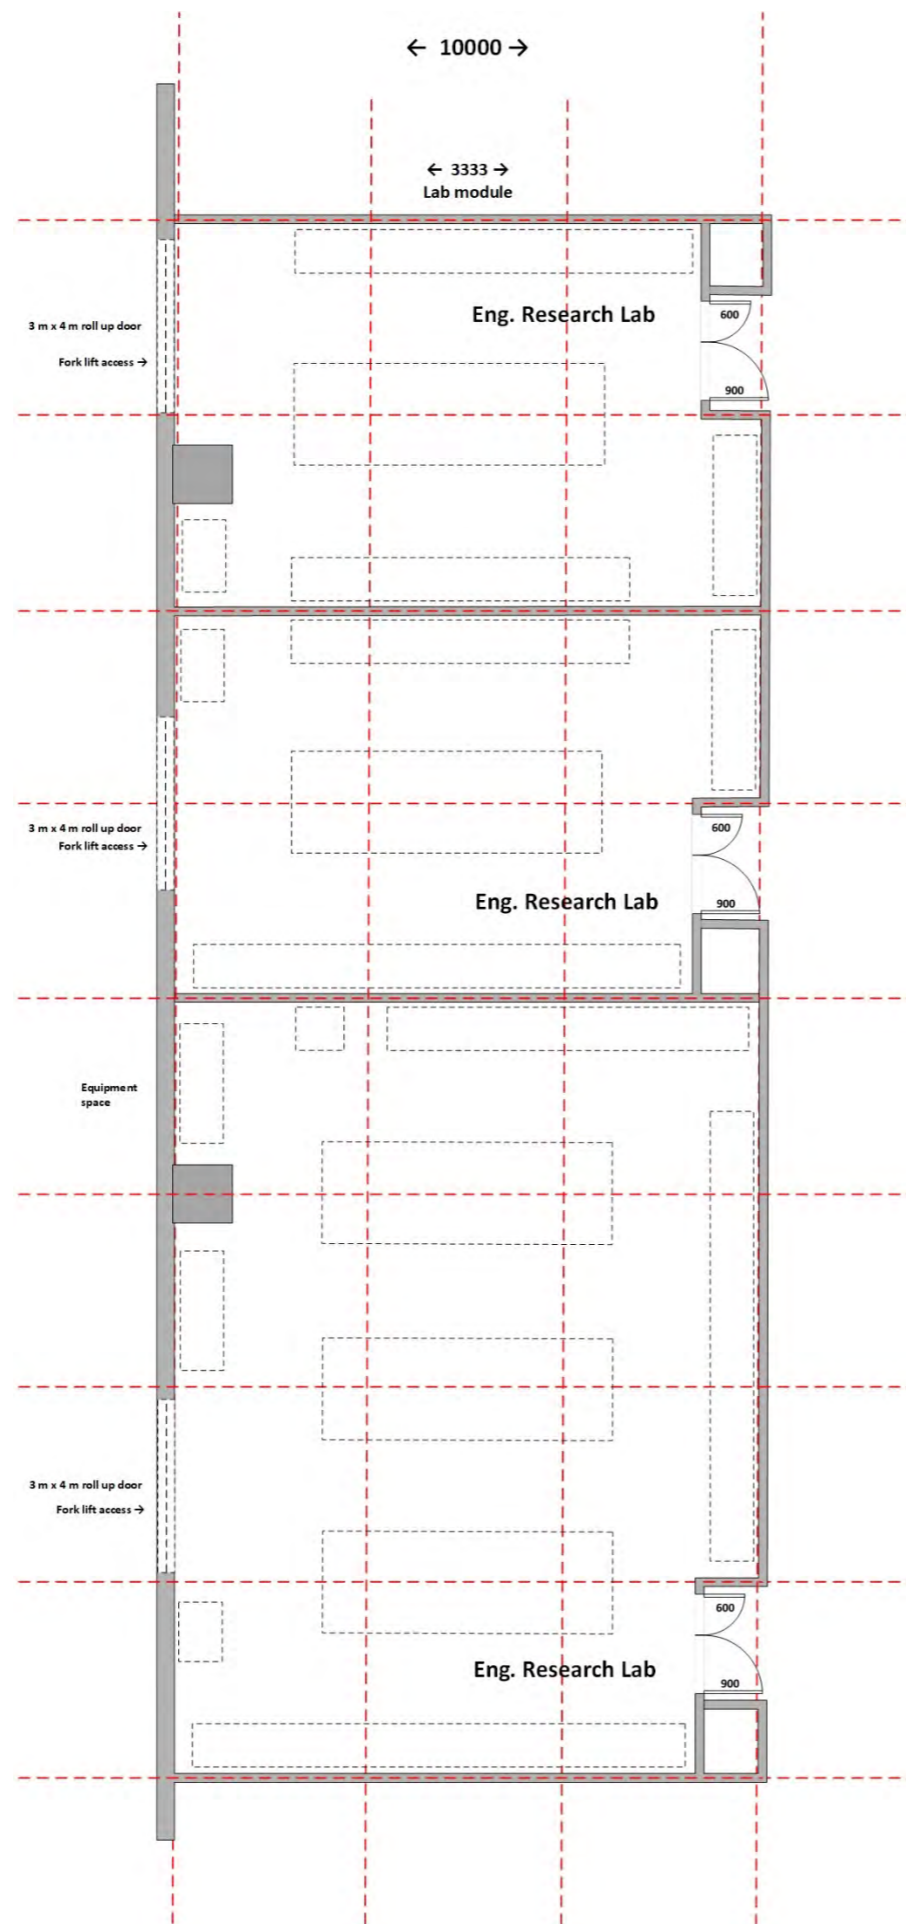 ← 10000 →
← 3333 →
Lab module
Eng. Research Lab
600
3 m x 4 m roll up door
Fork lift access →
900
600
3 m x 4 m roll up door
Fork lift access →
Eng. Research Lab
900
Equipment
space
3 m x 4 m roll up door
Fork lift access →
600
Eng. Research Lab
900